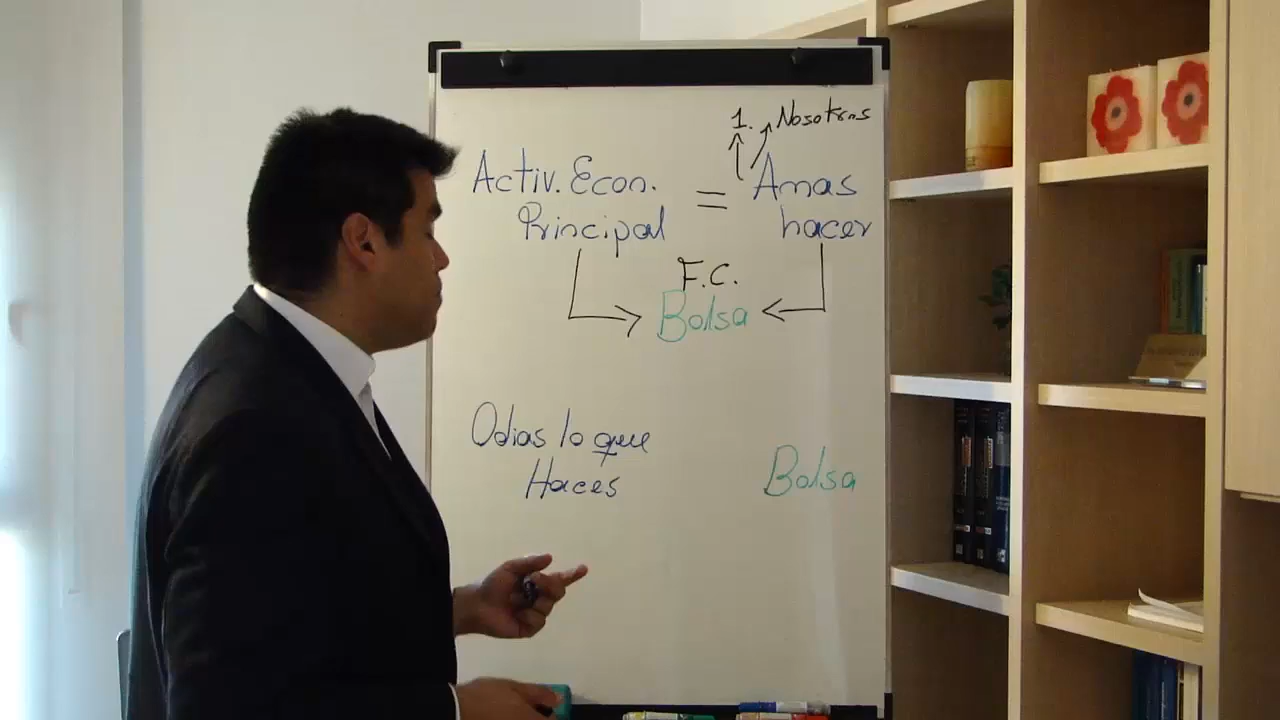 1. Nosotros
Activ. Econ. = Amas
Principal hacer
F.C.
Bolsa
Odias lo que
Haces
Bolsa